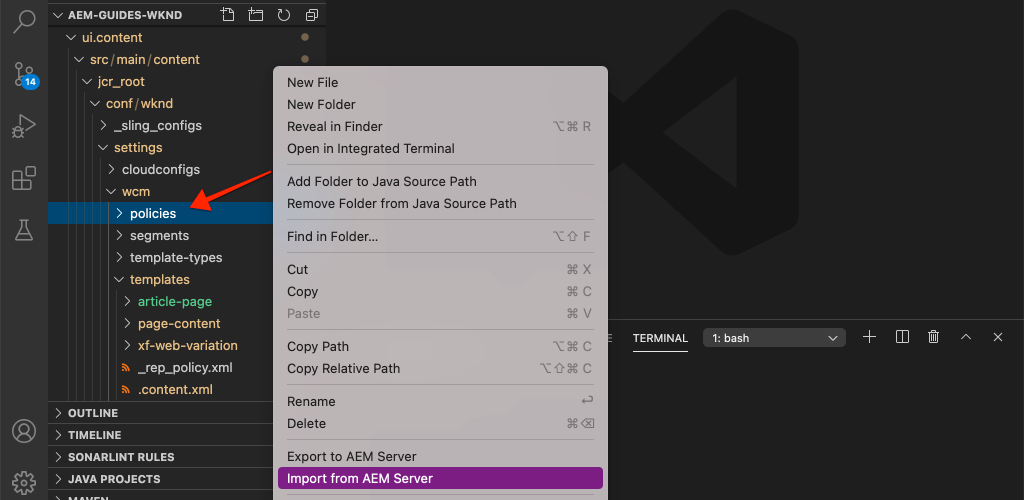 AEM-GUIDES-WKND
ui.content
src/main/content
jcr_root
conf/wknd
_sling_configs
settings
cloudconfigs
wcm
policies
segments
template-types
templates
article-page
page-content
xf-web-variation
_rep_policy.xml
.content.xml
OUTLINE
TIMELINE
SONARLINT RULES
JAVA PROJECTS
MAVEN
14
New File
New Folder
Reveal in Finder ⌥⌘ R
Open in Integrated Terminal
Add Folder to Java Source Path
Remove Folder from Java Source Path
Find in Folder... ⌥⇧ F
Cut ⌘ X
Copy ⌘ C
Paste ⌘ V
Copy Path ⌥⌘ C
Copy Relative Path ⌥⇧⌘ C
Rename ↩
Delete ⌘⌫
Export to AEM Server
Import from AEM Server
TERMINAL
1: bash